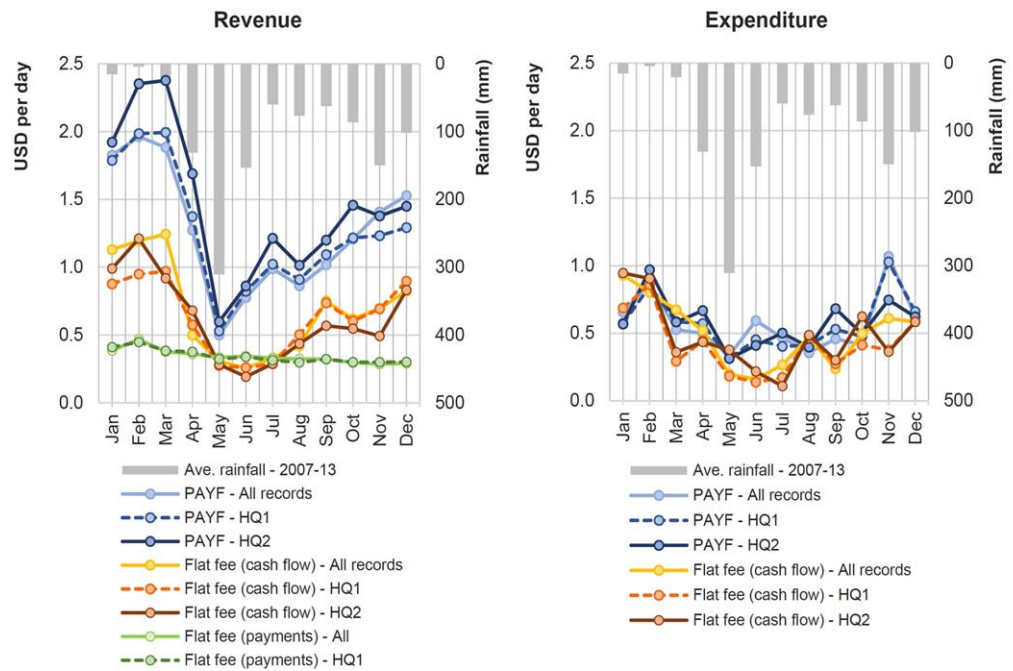 Revenue
USD per day
2.5
2.0
1.5
1.0
0.5
0.0
0
100
200
300
400
500
Rainfall (mm)
Jan
Feb
Mar
Apr
May
Jun
Jul
Aug
Sep
Oct
Nov
Dec
Ave. rainfall - 2007-13
PAYF - All records
PAYF - HQ1
PAYF - HQ2
Flat fee (cash flow) - All records
Flat fee (cash flow) - HQ1
Flat fee (cash flow) - HQ2
Flat fee (payments) - All
Flat fee (payments) - HQ1
Expenditure
USD per day
2.5
2.0
1.5
1.0
0.5
0.0
0
100
200
300
400
500
Rainfall (mm)
Jan
Feb
Mar
Apr
May
Jun
Jul
Aug
Sep
Oct
Nov
Dec
Ave. rainfall - 2007-13
PAYF - All records
PAYF - HQ1
PAYF - HQ2
Flat fee (cash flow) - All records
Flat fee (cash flow) - HQ1
Flat fee (cash flow) - HQ2